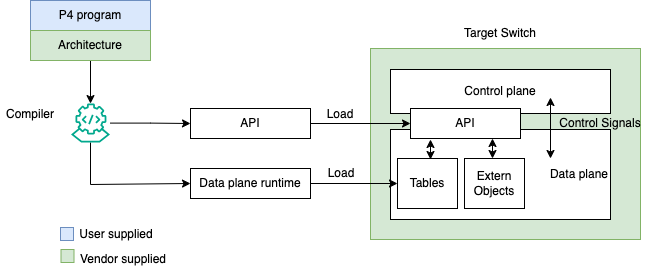 P4 program
Architecture
Target Switch
Control plane
Compiler
API
Load
API
Control Signals
Data plane runtime
Load
Tables
Extern
Objects
Data plane
User supplied
Vendor supplied